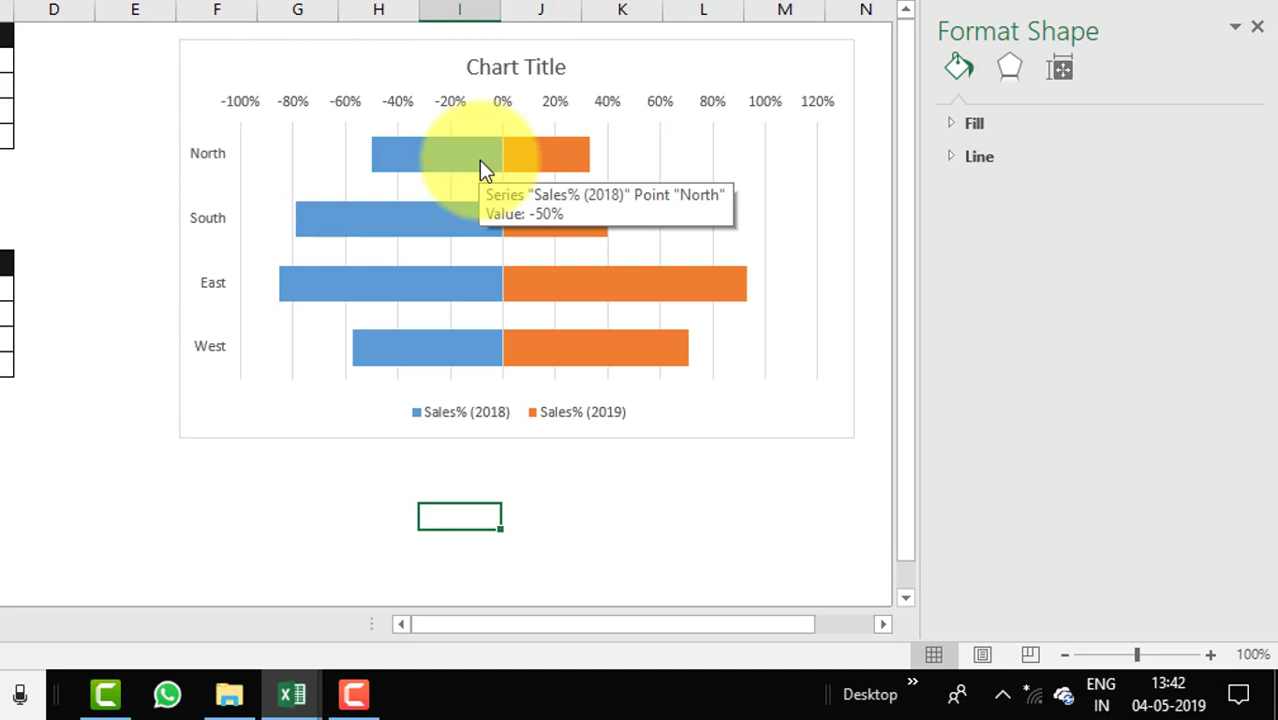 D E F G H I J K L M N
Format Shape
Chart Title
-100% -80% -60% -40% -20% 0% 20% 40% 60% 80% 100% 120%
Fill
North
Line
Series "Sales% (2018)" Point "North"
Value: -50%
South
East
West
Sales% (2018) Sales% (2019)
100%
Desktop
ENG
IN
13:42
04-05-2019